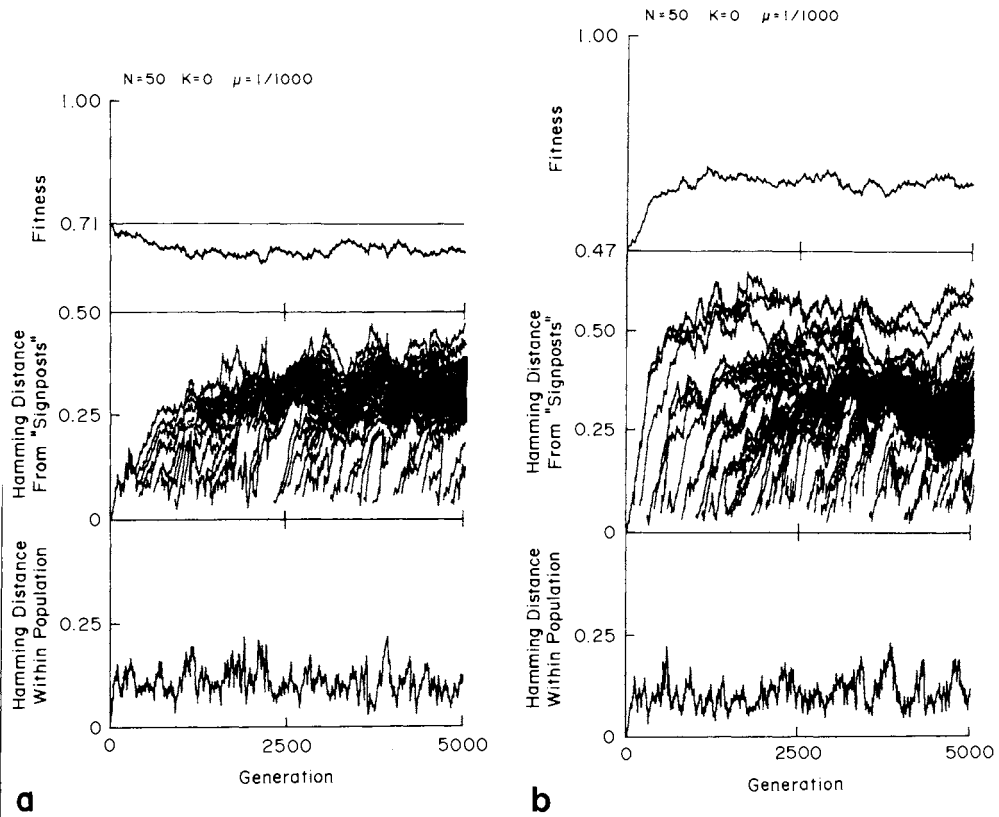 N=50 K=0 μ=1/1000
1.00
0.71
Fitness
0.50
0.25
0
Hamming Distance
From "Signposts"
0.25
0
Hamming Distance
Within Population
0 2500 5000
Generation
a
N=50 K=0 μ=1/1000
1.00
0.47
Fitness
0.50
0.25
0
Hamming Distance
From "Signposts"
0.25
0
Hamming Distance
Within Population
0 2500 5000
Generation
b